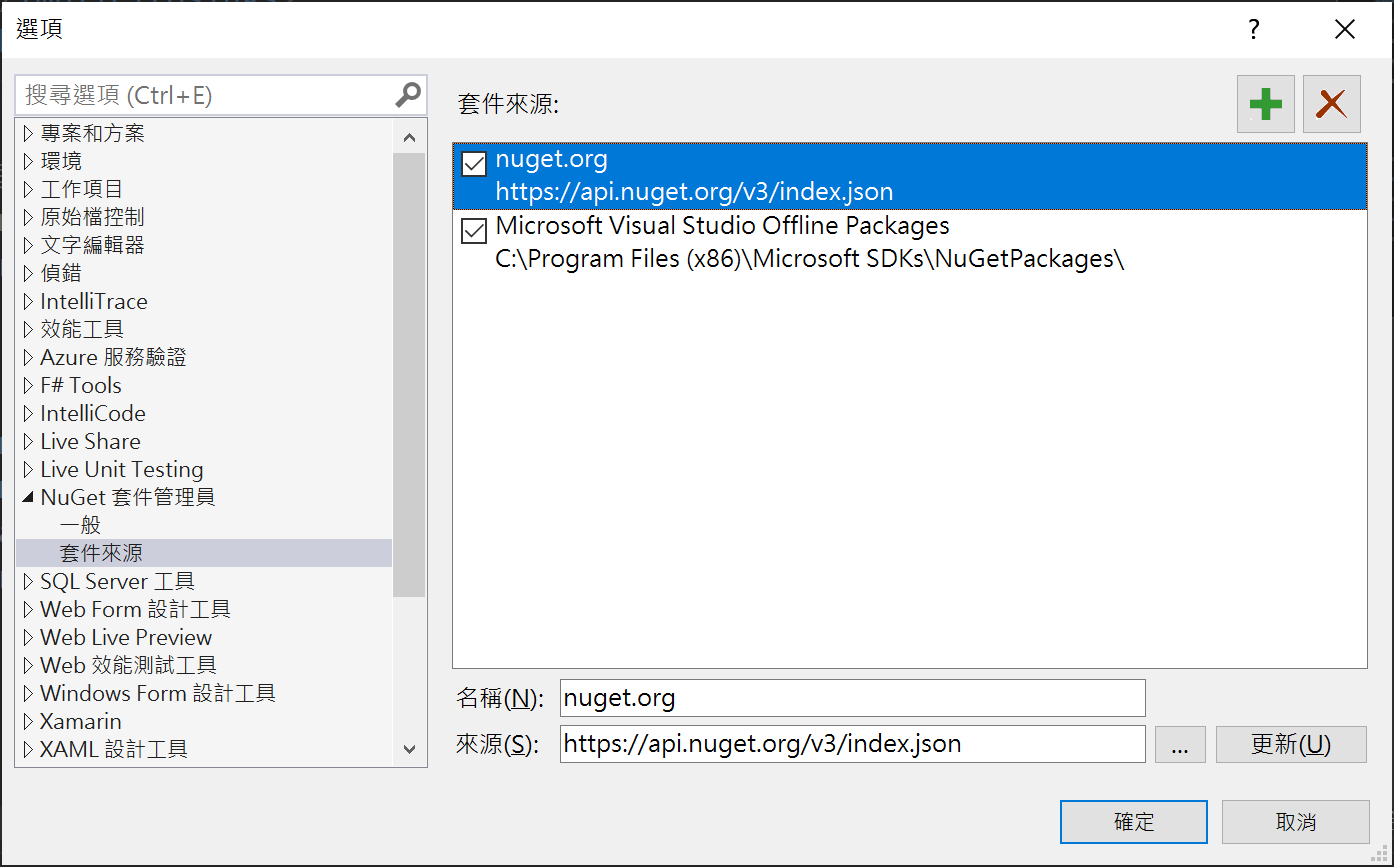 選項
?
搜尋選項 (Ctrl+E)
專案和方案
環境
工作項目
原始檔控制
文字編輯器
偵錯
IntelliTrace
效能工具
Azure 服務驗證
F# Tools
IntelliCode
Live Share
Live Unit Testing
NuGet 套件管理員
一般
套件來源
SQL Server 工具
Web Form 設計工具
Web Live Preview
Web 效能測試工具
Windows Form 設計工具
Xamarin
XAML 設計工具
套件來源:
nuget.org
https://api.nuget.org/v3/index.json
Microsoft Visual Studio Offline Packages
C:\Program Files (x86)\Microsoft SDKs\NuGetPackages\
名稱(N): nuget.org
來源(S): https://api.nuget.org/v3/index.json ... 更新(U)
確定 取消